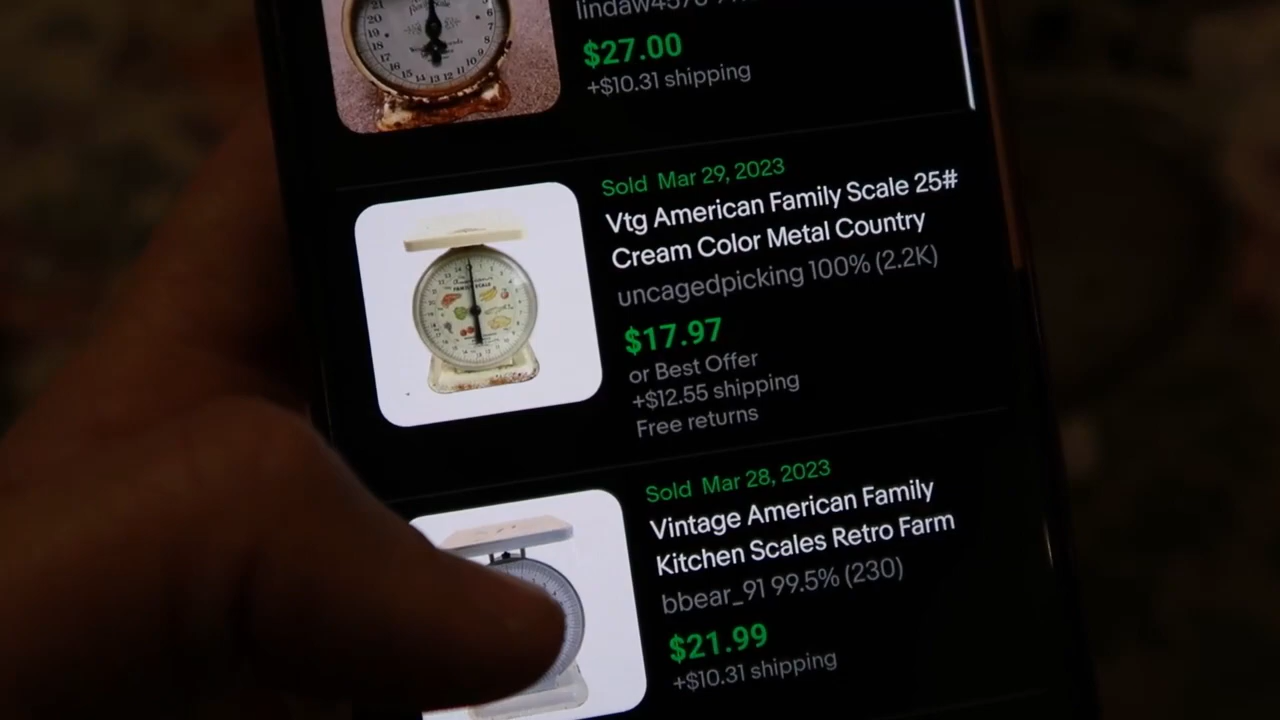 $27.00
+$10.31 shipping
Sold Mar 29, 2023
Vtg American Family Scale 25#
Cream Color Metal Country
uncagedpicking 100% (2.2K)
$17.97
or Best Offer
+$12.55 shipping
Free returns
Sold Mar 28, 2023
Vintage American Family
Kitchen Scales Retro Farm
bbear_91 99.5% (230)
$21.99
+$10.31 shipping